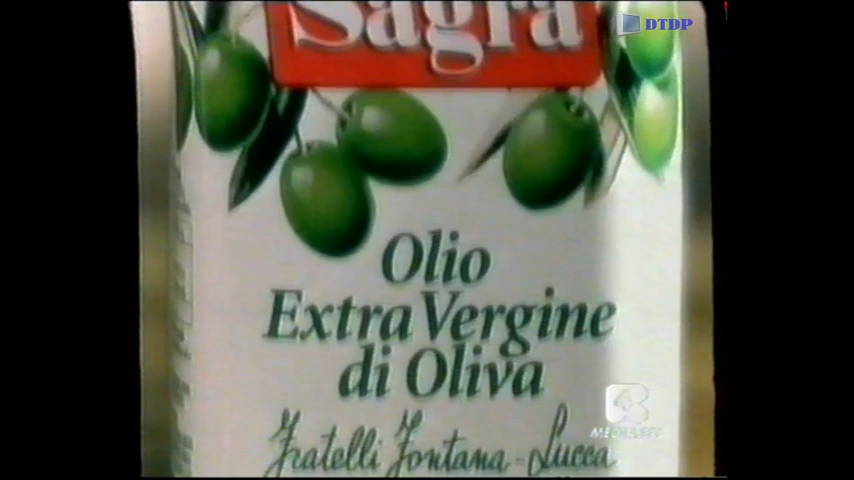 Sagra
DTDP
Olio
Extra Vergine
di Oliva
Fratelli Fontana - Lucca
MEDIASET